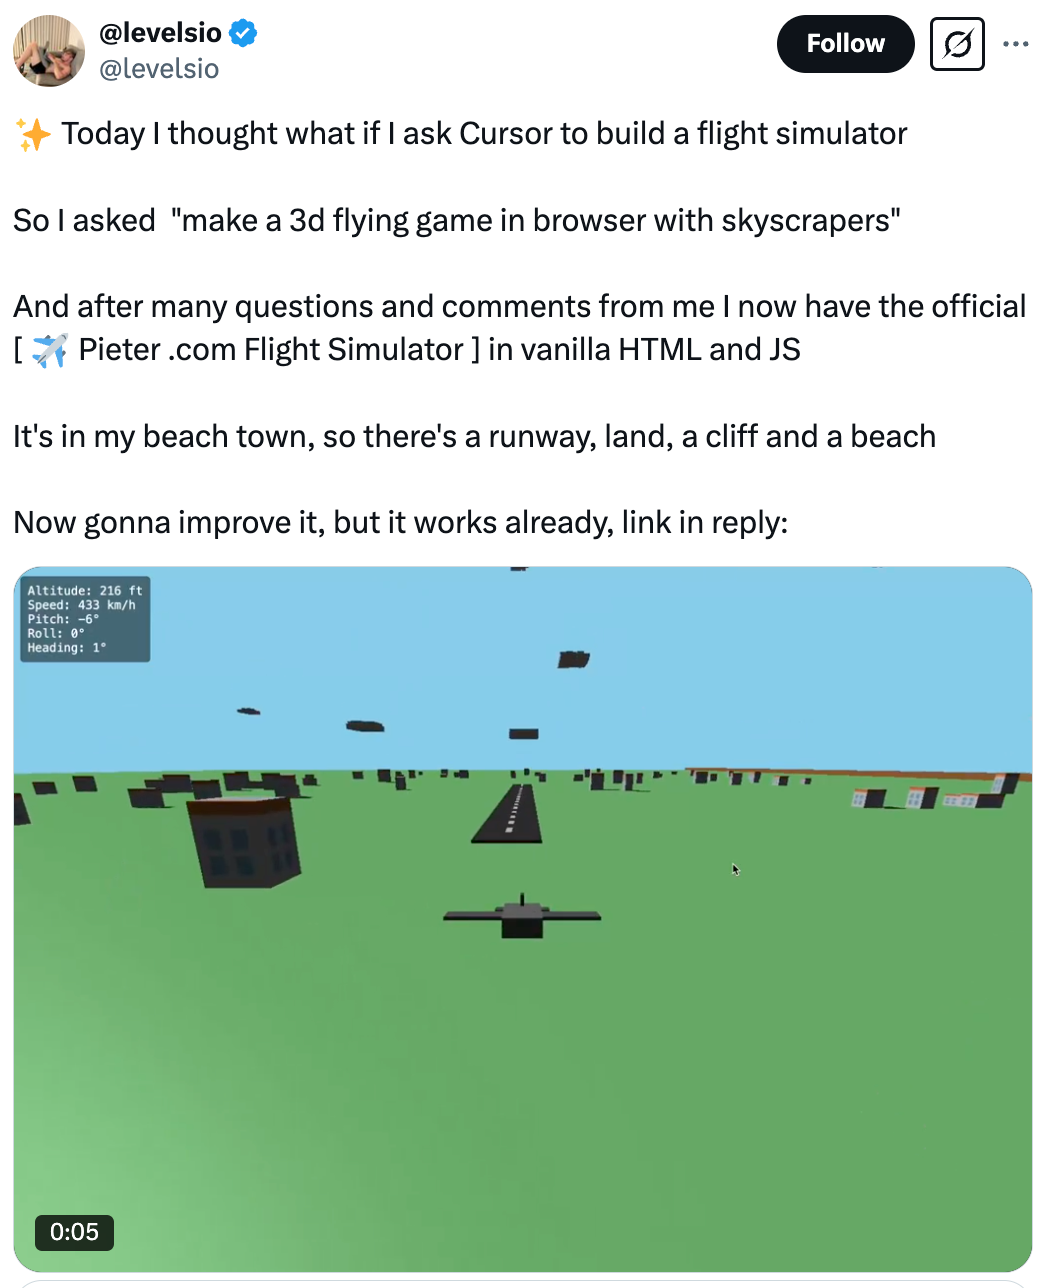 @levelsio
@levelsio
Follow
✨ Today I thought what if I ask Cursor to build a flight simulator
So I asked  "make a 3d flying game in browser with skyscrapers"
And after many questions and comments from me I now have the official
[ ✈️ Pieter .com Flight Simulator ] in vanilla HTML and JS
It's in my beach town, so there's a runway, land, a cliff and a beach
Now gonna improve it, but it works already, link in reply:
Altitude: 216 ft
Speed: 433 km/h
Pitch: -6°
Roll: 0°
Heading: 1°
0:05